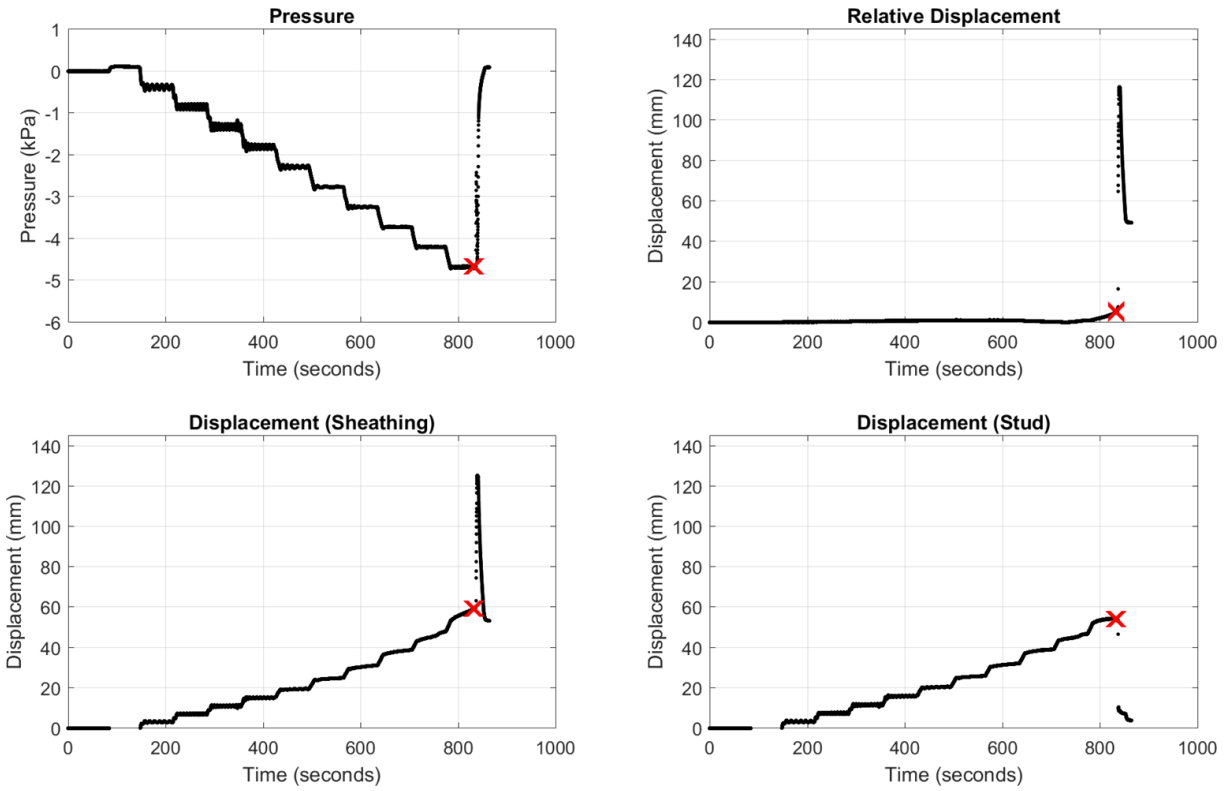 Pressure
1
0
-1
-2
-3
-4
-5
-6
Pressure (kPa)
0 200 400 600 800 1000
Time (seconds)
Relative Displacement
140
120
100
80
60
40
20
0
Displacement (mm)
0 200 400 600 800 1000
Time (seconds)
Displacement (Sheathing)
140
120
100
80
60
40
20
0
Displacement (mm)
0 200 400 600 800 1000
Time (seconds)
Displacement (Stud)
140
120
100
80
60
40
20
0
Displacement (mm)
0 200 400 600 800 1000
Time (seconds)